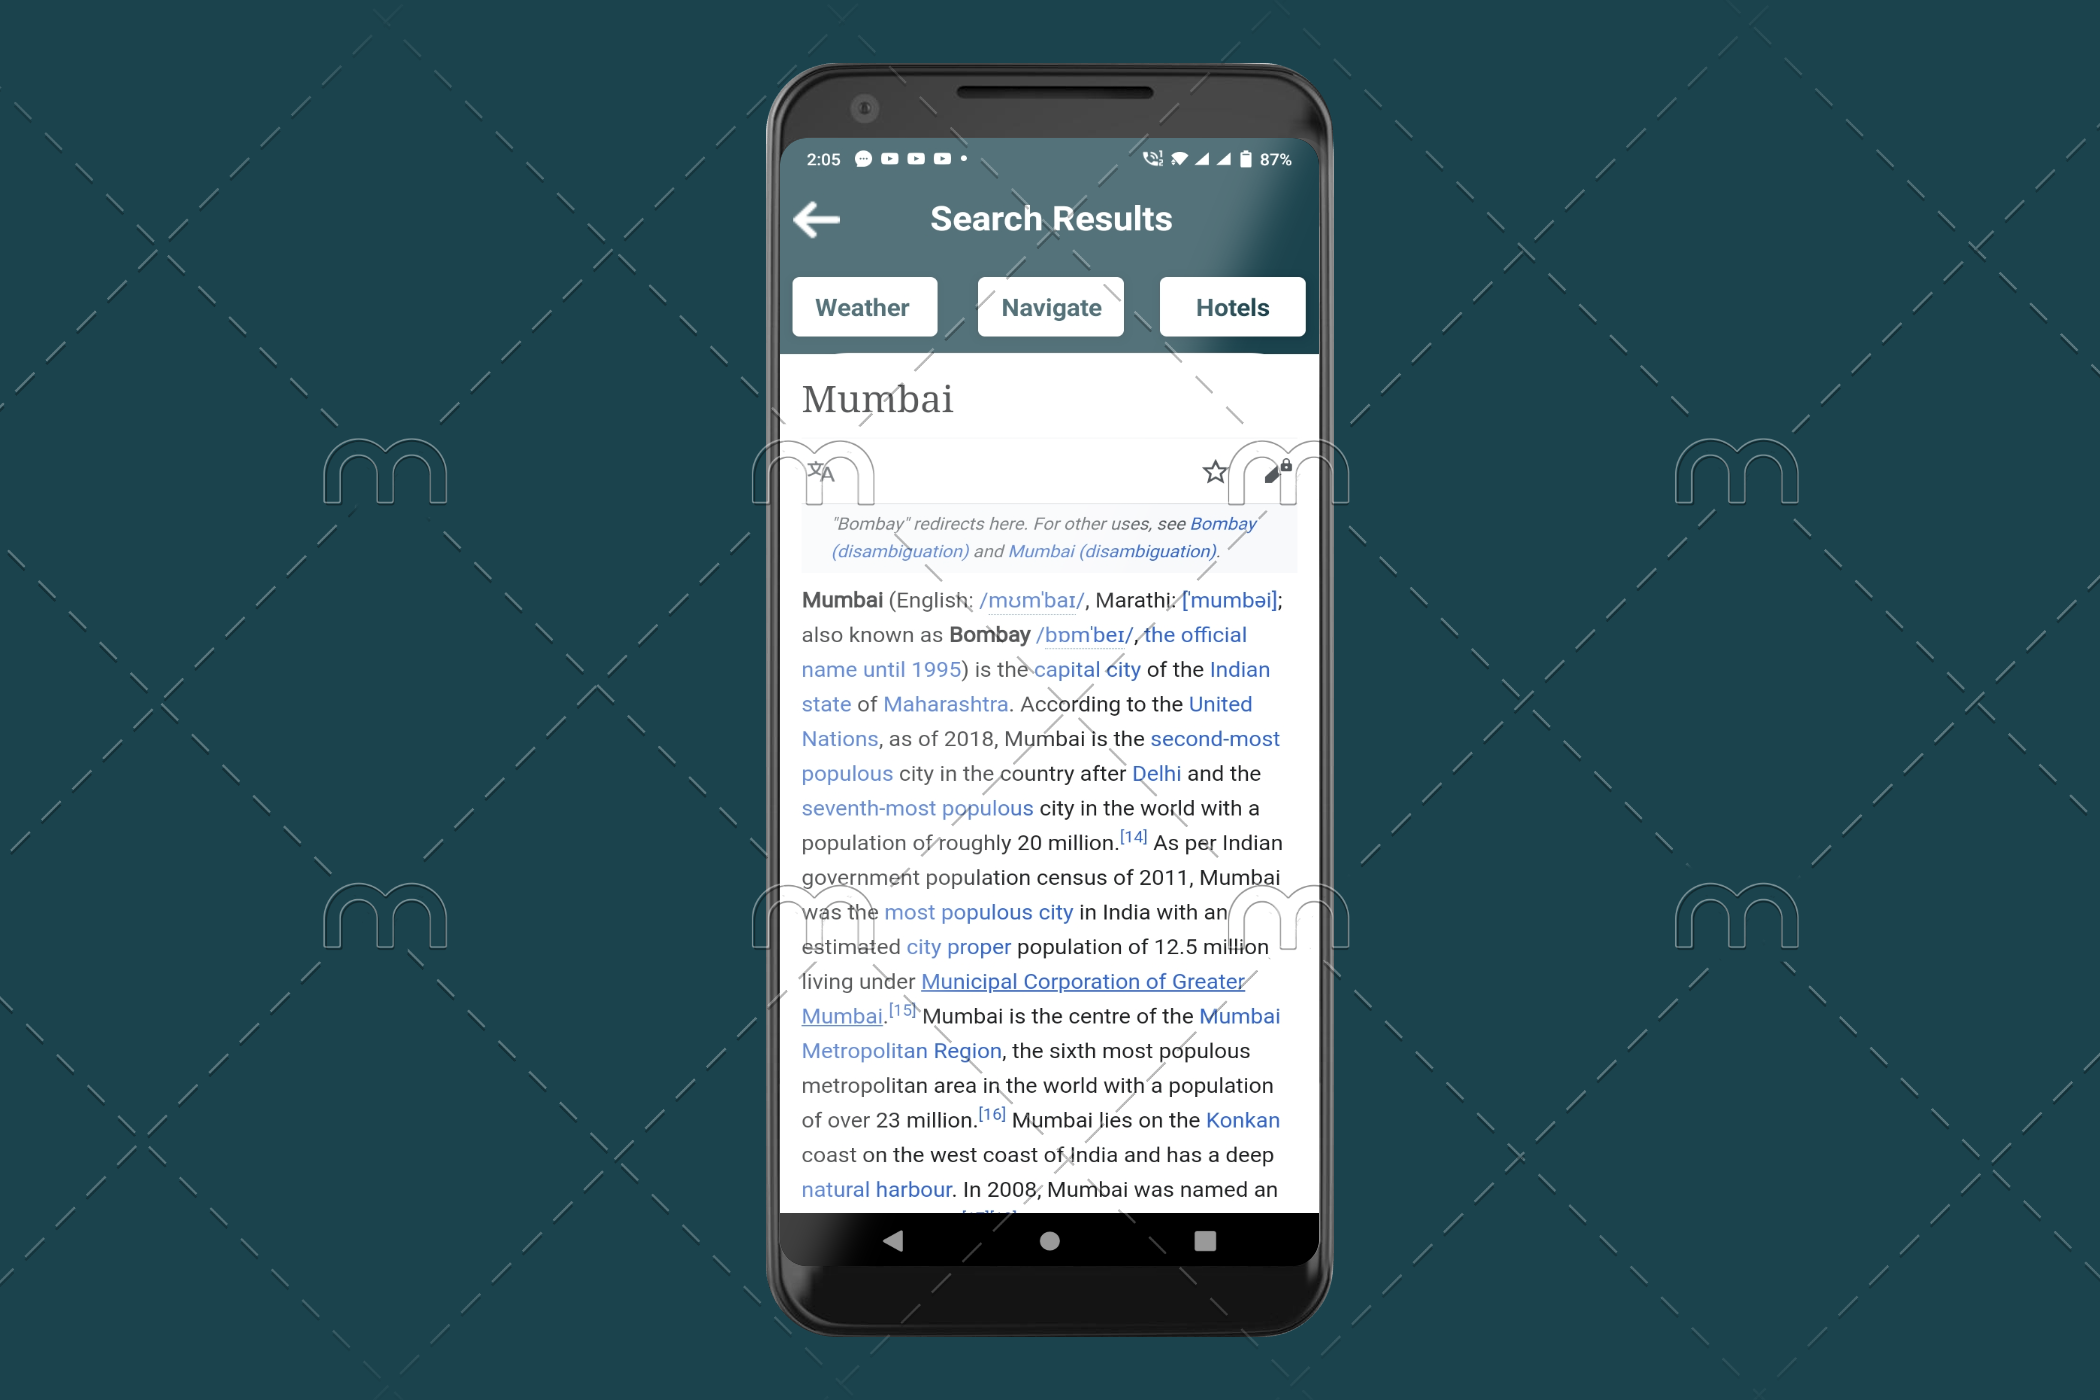 2:05 87%
Search Results
Weather Navigate Hotels
Mumbai
"Bombay" redirects here. For other uses, see Bombay
(disambiguation) and Mumbai (disambiguation).
Mumbai (English: /mʊmˈbaɪ/, Marathi: [ˈmumbəi];
also known as Bombay /bɒmˈbeɪ/, the official
name until 1995) is the capital city of the Indian
state of Maharashtra. According to the United
Nations, as of 2018, Mumbai is the second-most
populous city in the country after Delhi and the
seventh-most populous city in the world with a
population of roughly 20 million.[14] As per Indian
government population census of 2011, Mumbai
was the most populous city in India with an
estimated city proper population of 12.5 million
living under Municipal Corporation of Greater
Mumbai.[15] Mumbai is the centre of the Mumbai
Metropolitan Region, the sixth most populous
metropolitan area in the world with a population
of over 23 million.[16] Mumbai lies on the Konkan
coast on the west coast of India and has a deep
natural harbour. In 2008, Mumbai was named an